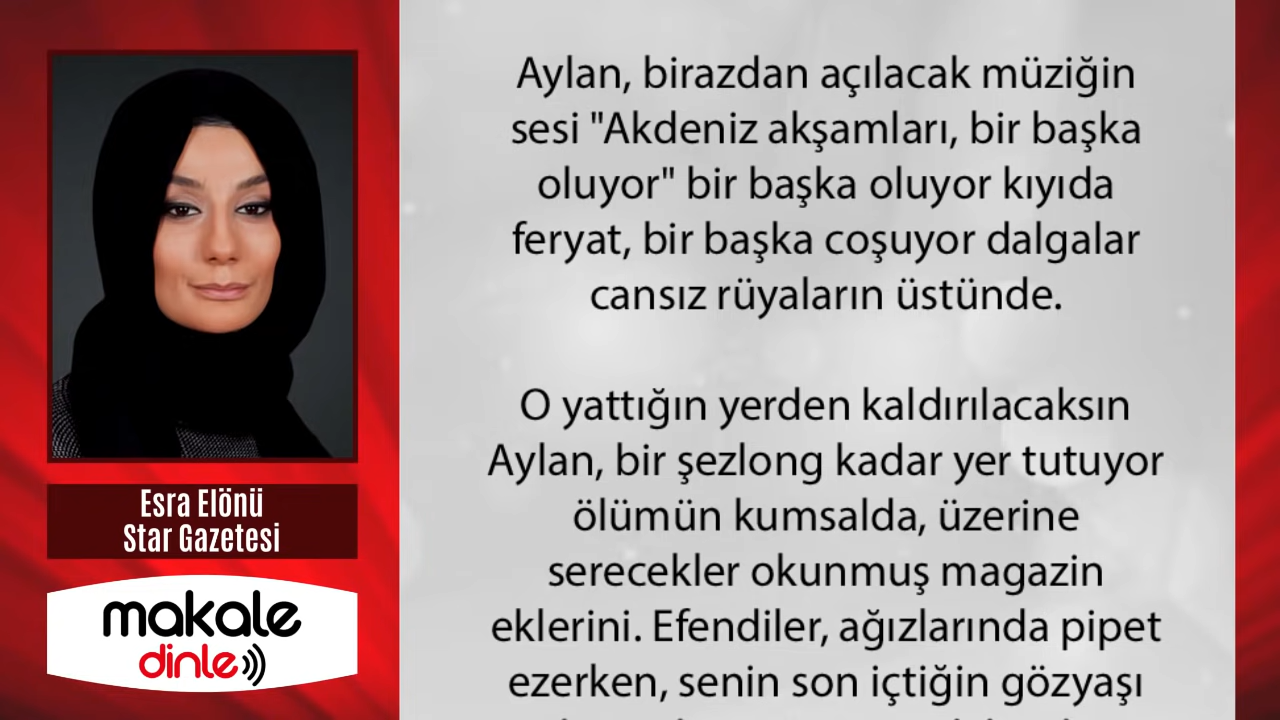 Aylan, birazdan açılacak müziğin
sesi "Akdeniz akşamları, bir başka
oluyor" bir başka oluyor kıyıda
feryat, bir başka coşuyor dalgalar
cansız rüyaların üstünde.
O yattığın yerden kaldırılacaksın
Aylan, bir şezlong kadar yer tutuyor
ölümün kumsalda, üzerine
serecekler okunmuş magazin
eklerini. Efendiler, ağızlarında pipet
ezerken, senin son içtiğin gözyaşı
Esra Elönü
Star Gazetesi
makale
dinle